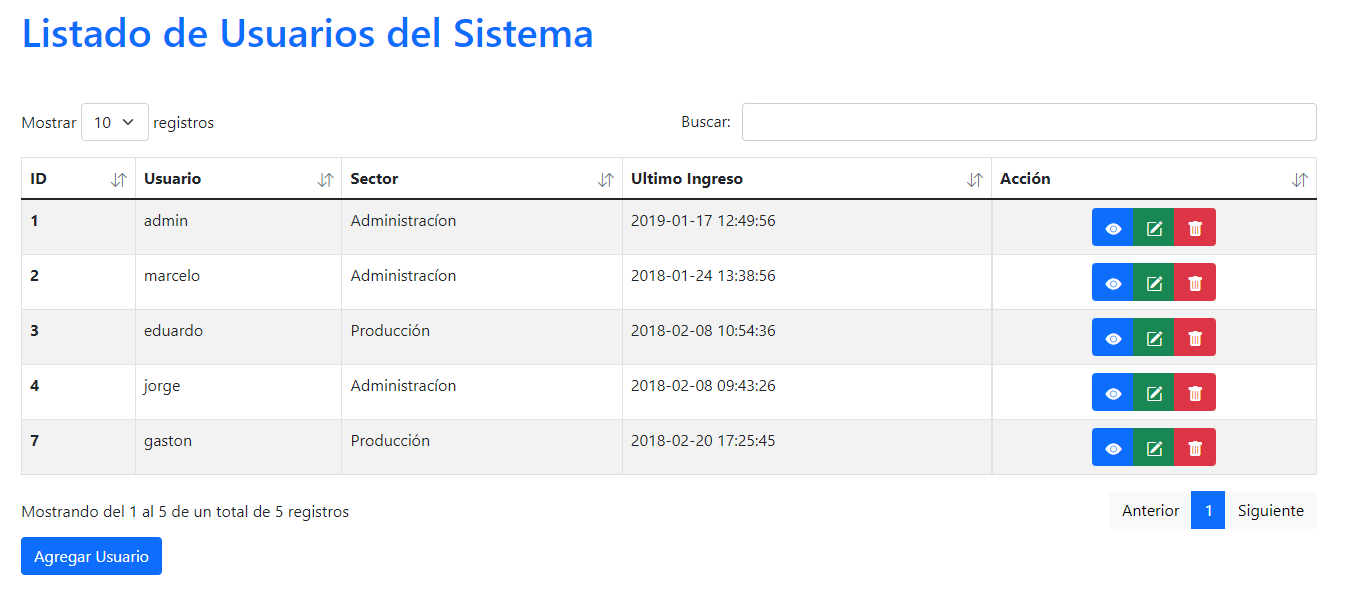 Listado de Usuarios del Sistema
Mostrar 10 registros Buscar:
ID Usuario Sector Ultimo Ingreso Acción
1 admin Administracíon 2019-01-17 12:49:56
2 marcelo Administracíon 2018-01-24 13:38:56
3 eduardo Producción 2018-02-08 10:54:36
4 jorge Administracíon 2018-02-08 09:43:26
7 gaston Producción 2018-02-20 17:25:45
Mostrando del 1 al 5 de un total de 5 registros Anterior 1 Siguiente
Agregar Usuario